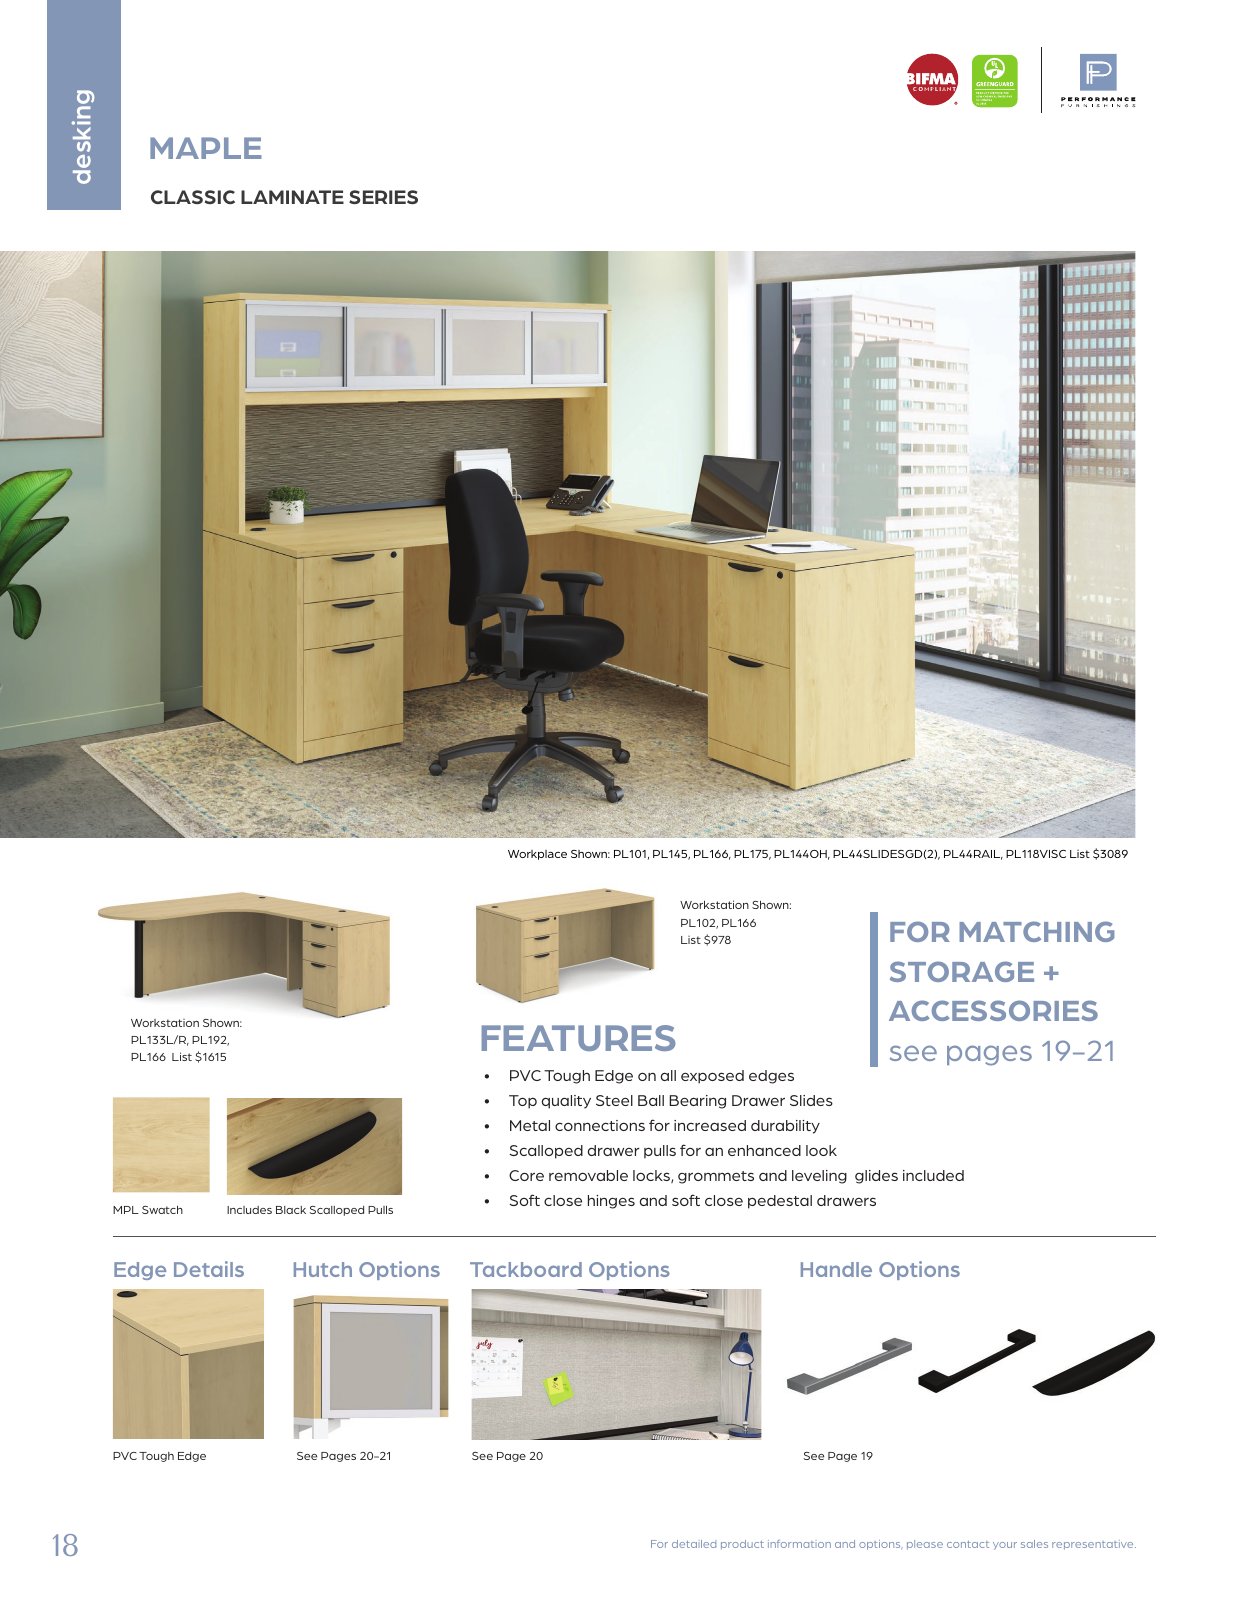 desking
BIFMA
COMPLIANT
GREENGUARD
PERFORMANCE
FURNISHINGS
MAPLE
CLASSIC LAMINATE SERIES
Workplace Shown: PL101, PL145, PL166, PL175, PL144OH, PL44SLIDESGD(2), PL44RAIL, PL118VISC List $3089
Workstation Shown:
PL102, PL166
List $978
FOR MATCHING
STORAGE +
ACCESSORIES
see pages 19-21
Workstation Shown:
PL133L/R, PL192,
PL166  List $1615
FEATURES
• PVC Tough Edge on all exposed edges
• Top quality Steel Ball Bearing Drawer Slides
• Metal connections for increased durability
• Scalloped drawer pulls for an enhanced look
• Core removable locks, grommets and leveling  glides included
• Soft close hinges and soft close pedestal drawers
MPL Swatch
Includes Black Scalloped Pulls
Edge Details
Hutch Options
Tackboard Options
Handle Options
july
PVC Tough Edge
See Pages 20-21
See Page 20
See Page 19
18
For detailed product information and options, please contact your sales representative.